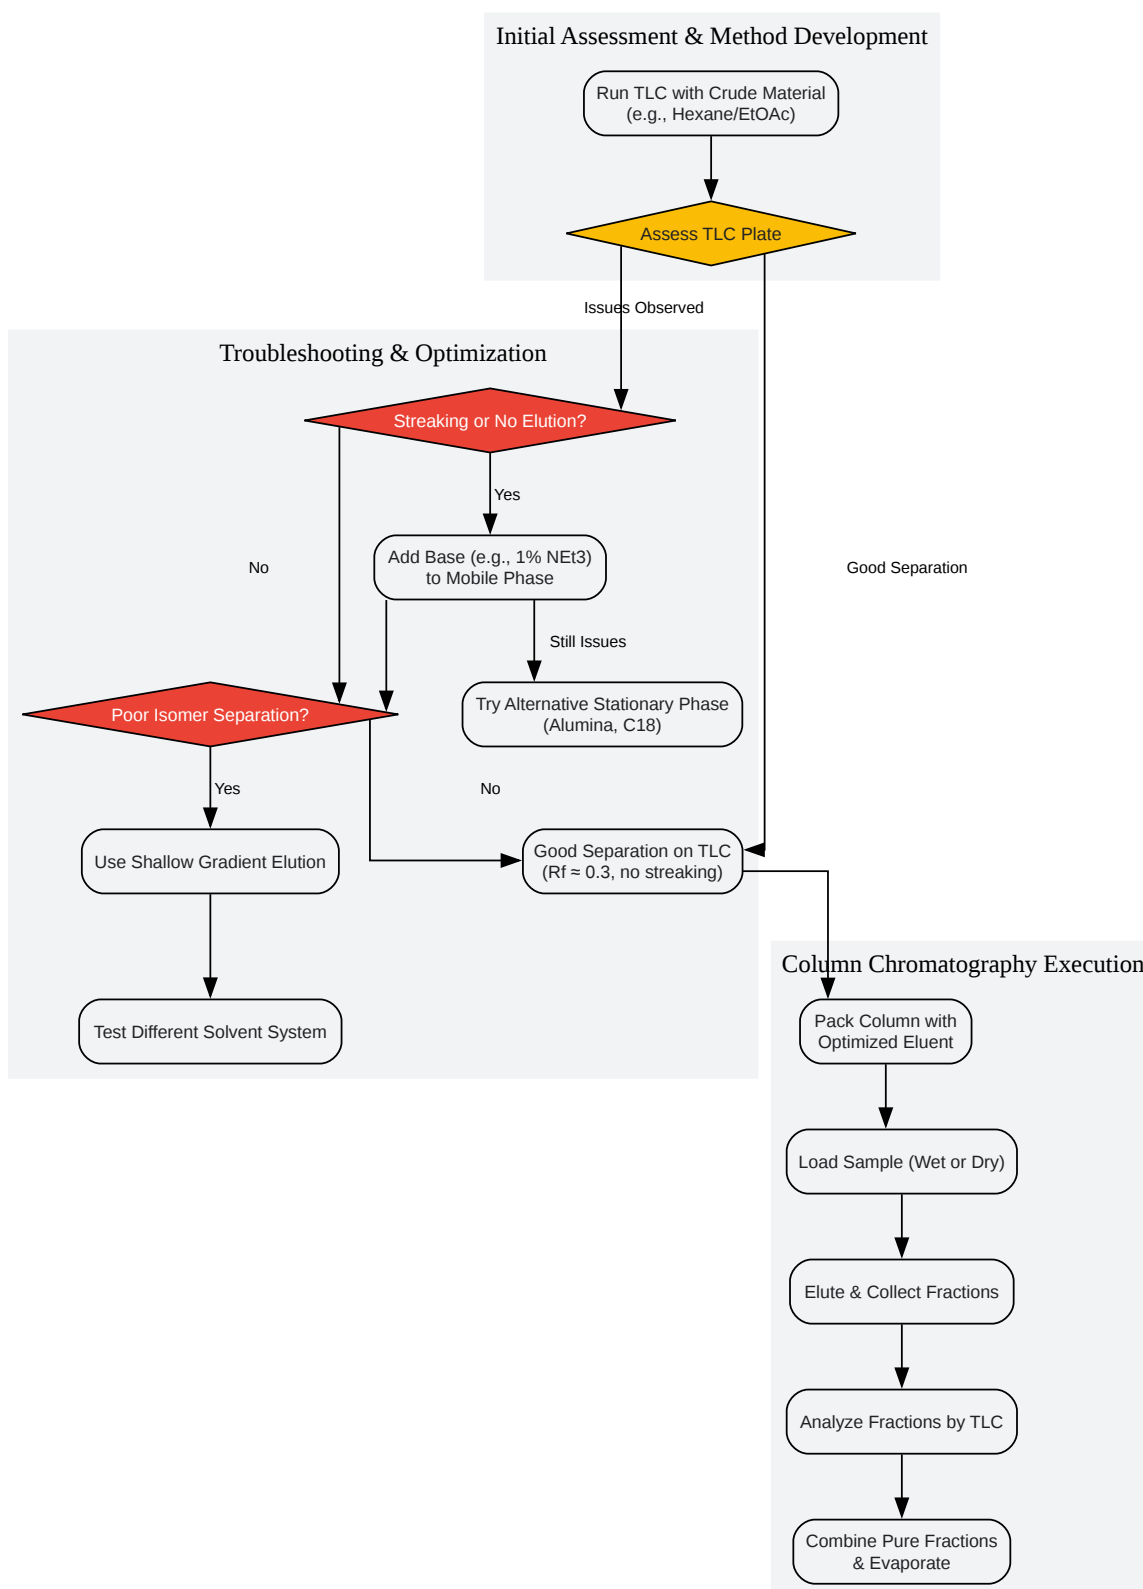 Initial Assessment & Method Development
Run TLC with Crude Material
(e.g., Hexane/EtOAc)
Assess TLC Plate
Issues Observed
Troubleshooting & Optimization
Streaking or No Elution?
Yes
Add Base (e.g., 1% NEt3)
to Mobile Phase
No
Good Separation
Still Issues
Try Alternative Stationary Phase
(Alumina, C18)
Poor Isomer Separation?
Yes
No
Use Shallow Gradient Elution
Good Separation on TLC
(Rf ≈ 0.3, no streaking)
Test Different Solvent System
Column Chromatography Execution
Pack Column with
Optimized Eluent
Load Sample (Wet or Dry)
Elute & Collect Fractions
Analyze Fractions by TLC
Combine Pure Fractions
& Evaporate